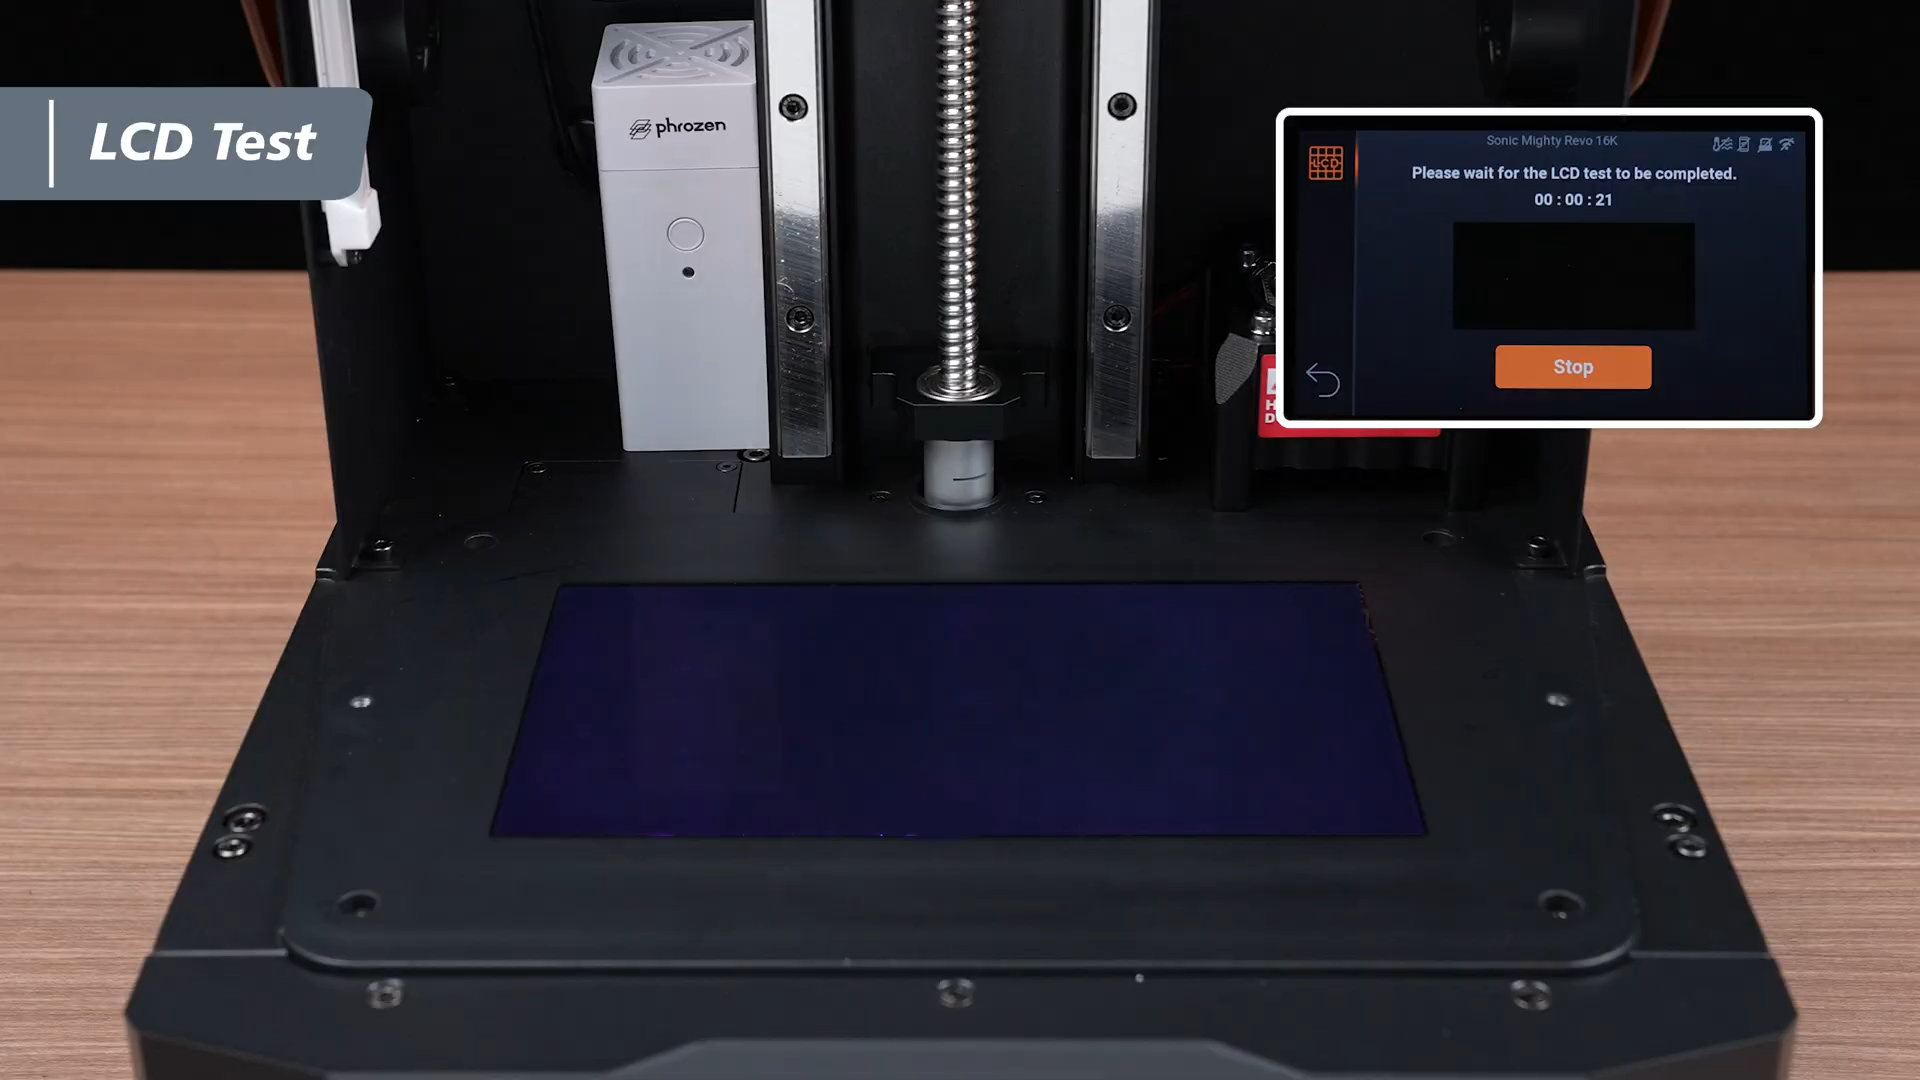 LCD Test
phrozen
Sonic Mighty Revo 16K
LCD
Please wait for the LCD test to be completed.
00 : 00 : 21
Stop